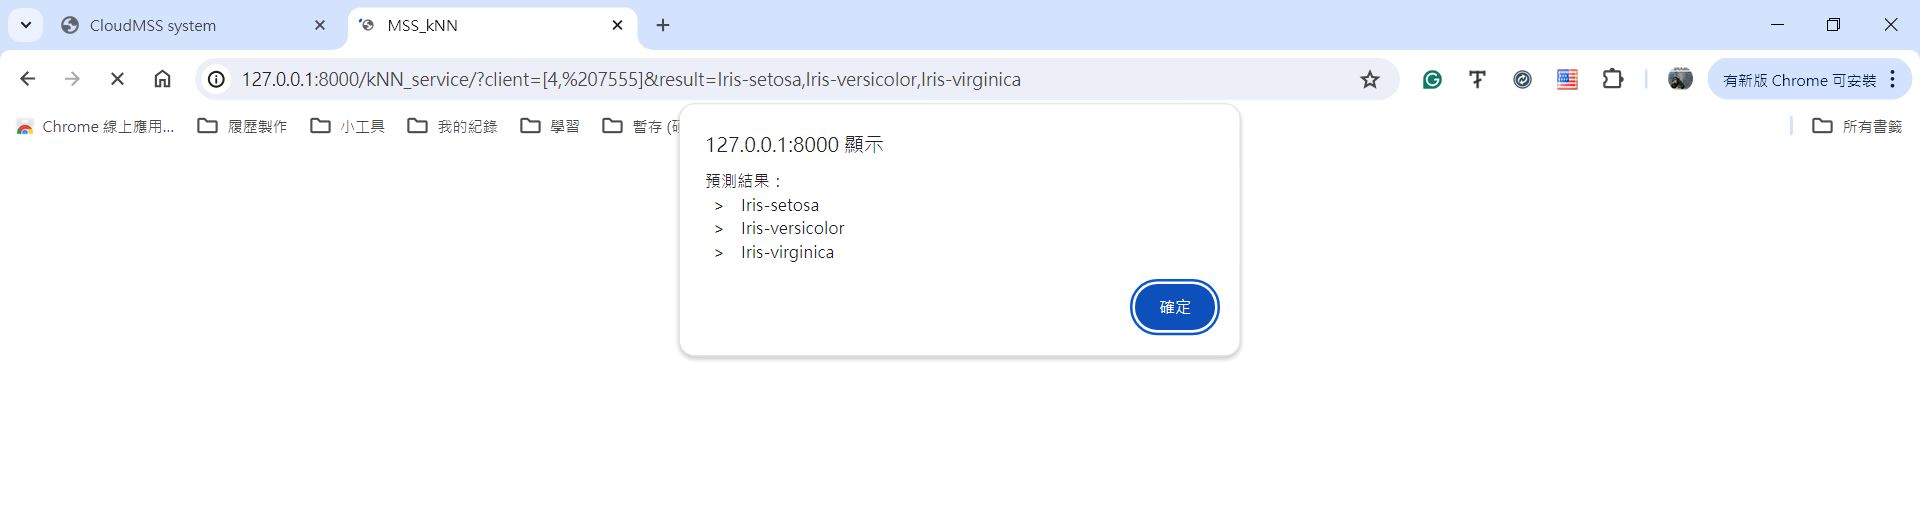 CloudMSS system
MSS_kNN
127.0.0.1:8000/kNN_service/?client=[4,%207555]&result=Iris-setosa,Iris-versicolor,Iris-virginica
有新版 Chrome 可安裝
Chrome 線上應用...
履歷製作
小工具
我的紀錄
學習
暫存
所有書籤
127.0.0.1:8000 顯示
預測結果：
> Iris-setosa
> Iris-versicolor
> Iris-virginica
確定